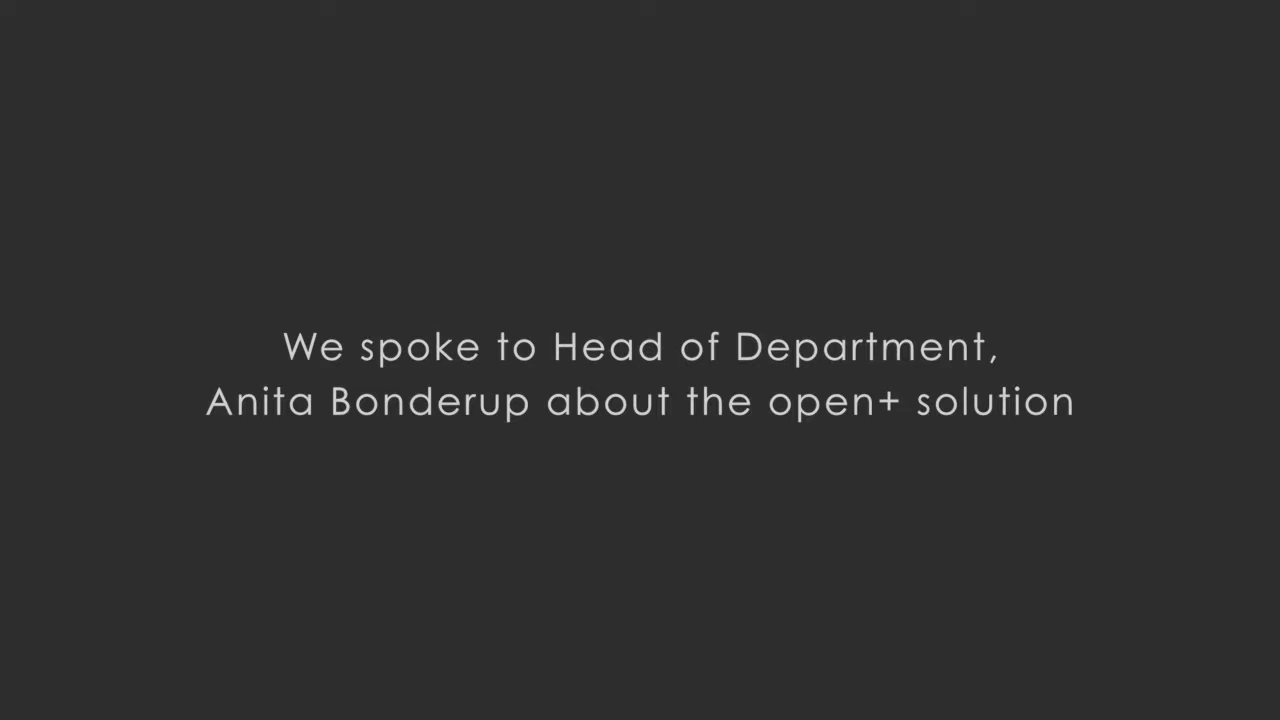 We spoke to Head of Department,
Anita Bonderup about the open+ solution